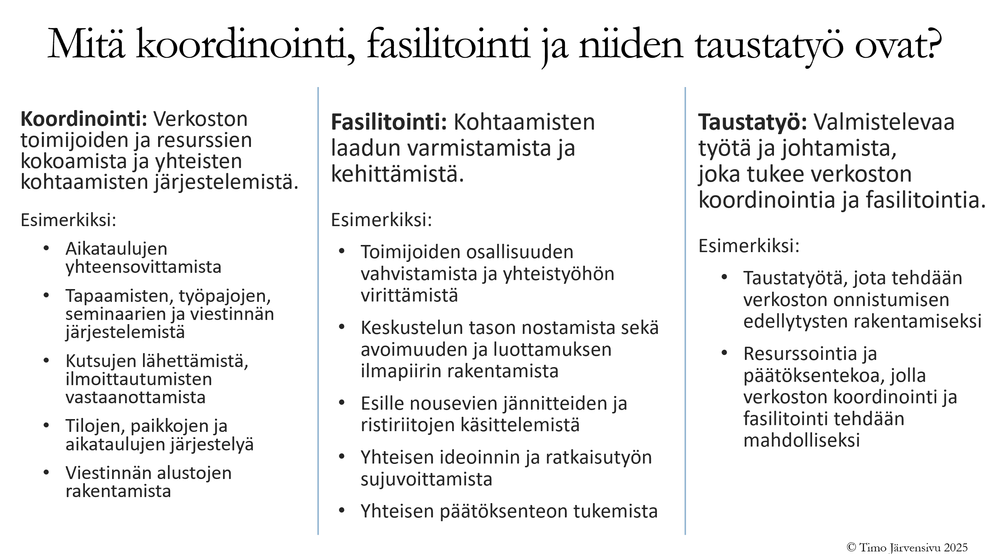 Mitä koordinointi, fasilitointi ja niiden taustatyö ovat?
Koordinointi: Verkoston
toimijoiden ja resurssien
kokoamista ja yhteisten
kohtaamisten järjestelemistä.
Esimerkiksi:
• Aikataulujen
yhteensovittamista
• Tapaamisten, työpajojen,
seminaarien ja viestinnän
järjestelemistä
• Kutsujen lähettämistä,
ilmoittautumisten
vastaanottamista
• Tilojen, paikkojen ja
aikataulujen järjestelyä
• Viestinnän alustojen
rakentamista
Fasilitointi: Kohtaamisten
laadun varmistamista ja
kehittämistä.
Esimerkiksi:
• Toimijoiden osallisuuden
vahvistamista ja yhteistyöhön
virittämistä
• Keskustelun tason nostamista sekä
avoimuuden ja luottamuksen
ilmapiirin rakentamista
• Esille nousevien jännitteiden ja
ristiriitojen käsittelemistä
• Yhteisen ideoinnin ja ratkaisutyön
sujuvoittamista
• Yhteisen päätöksenteon tukemista
Taustatyö: Valmistelevaa
työtä ja johtamista,
joka tukee verkoston
koordinointia ja fasilitointia.
Esimerkiksi:
• Taustatyötä, jota tehdään
verkoston onnistumisen
edellytysten rakentamiseksi
• Resurssointia ja
päätöksentekoa, jolla
verkoston koordinointi ja
fasilitointi tehdään
mahdolliseksi
© Timo Järvensivu 2025